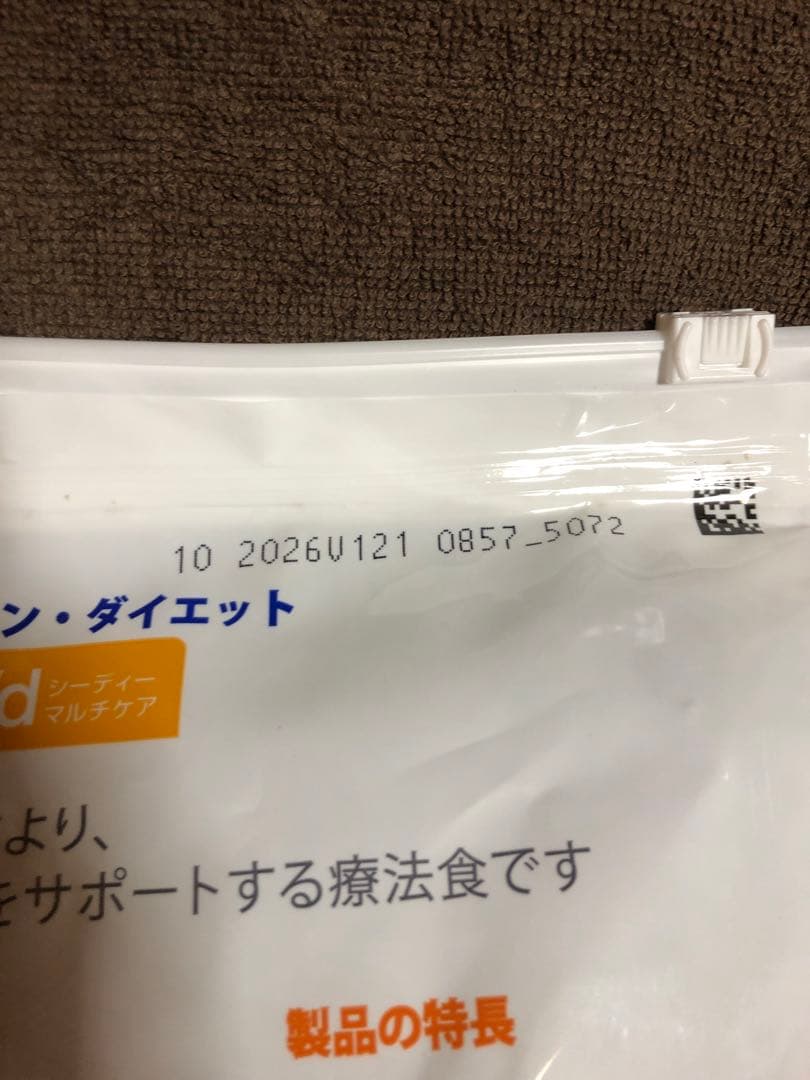 10 2026V121 0857_5072
ン・ダイエット
/d シーディー
マルチケア
より、
をサポートする療法食です
製品の特長